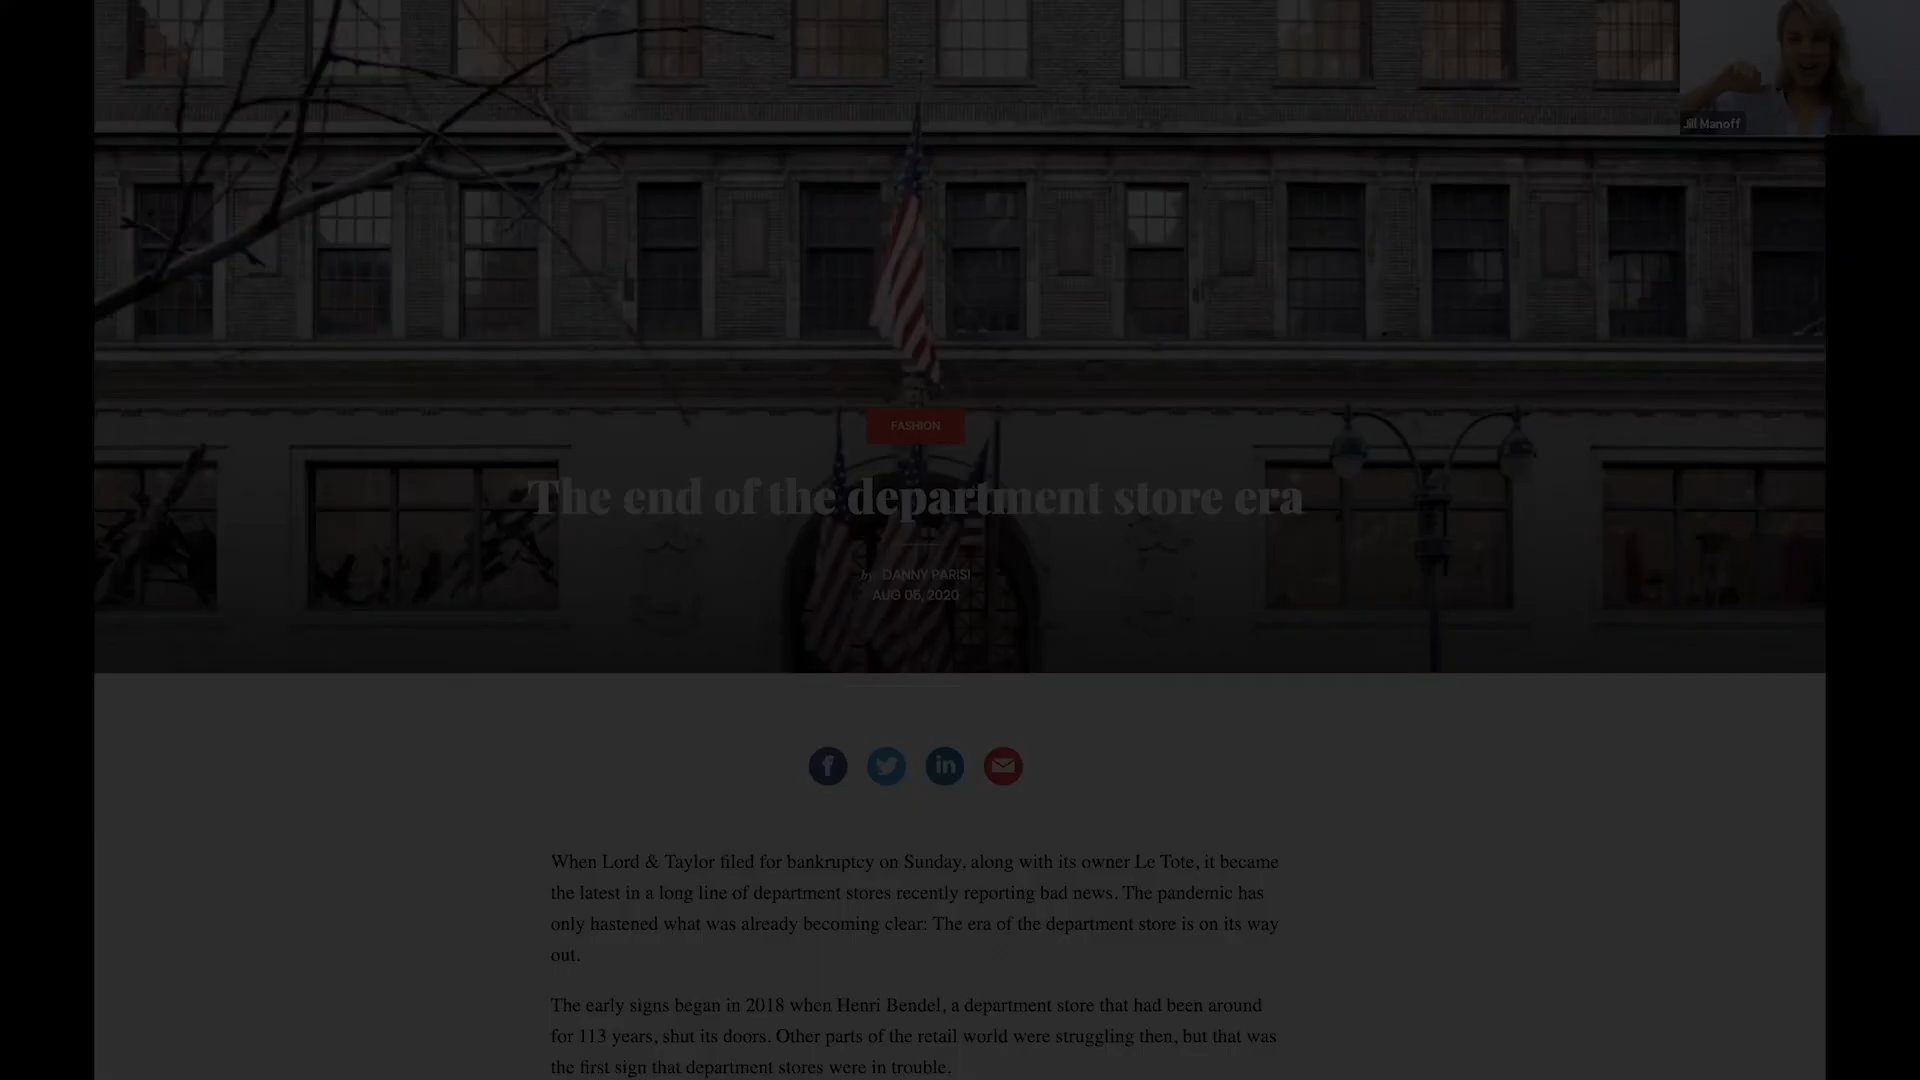 Jill Manoff
FASHION
The end of the department store era
by DANNY PARISI
AUG 05, 2020
When Lord & Taylor filed for bankruptcy on Sunday, along with its owner Le Tote, it became
the latest in a long line of department stores recently reporting bad news. The pandemic has
only hastened what was already becoming clear: The era of the department store is on its way
out.
The early signs began in 2018 when Henri Bendel, a department store that had been around
for 113 years, shut its doors. Other parts of the retail world were struggling then, but that was
the first sign that department stores were in trouble.